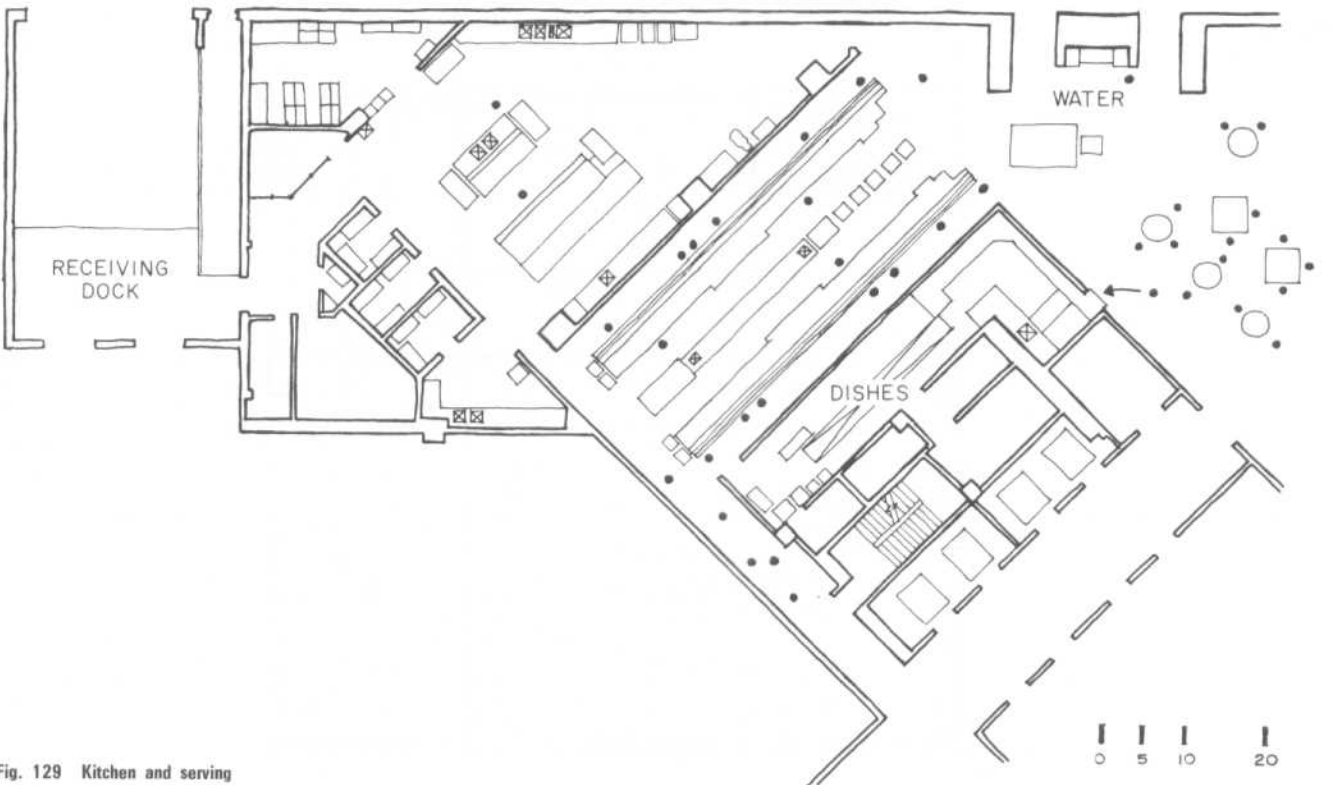 WATER
RECEIVING
DOCK
DISHES
0 5 10 20
Fig. 129 Kitchen and serving